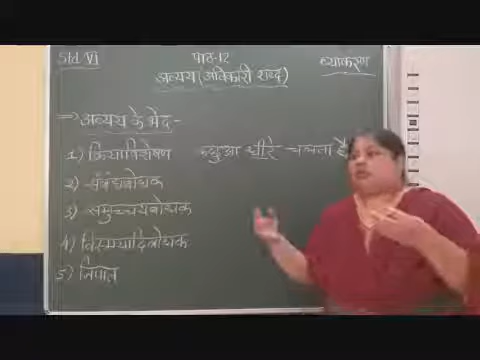 Std VI
पाठ-12
व्याकरण
अव्यय (अविकारी शब्द)
⇒ अव्यय के भेद -
1) क्रियाविशेषण
कछुआ धीरे चलता है
2) संबंधबोधक
3) समुच्चयबोधक
4) विस्मयादिबोधक
5) निपात